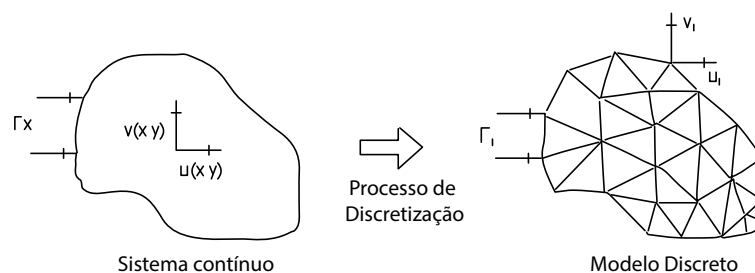 Γx
v(x y)
u(x y)
Processo de
Discretização
Sistema contínuo
v₁
u₁
Γ₁
Modelo Discreto